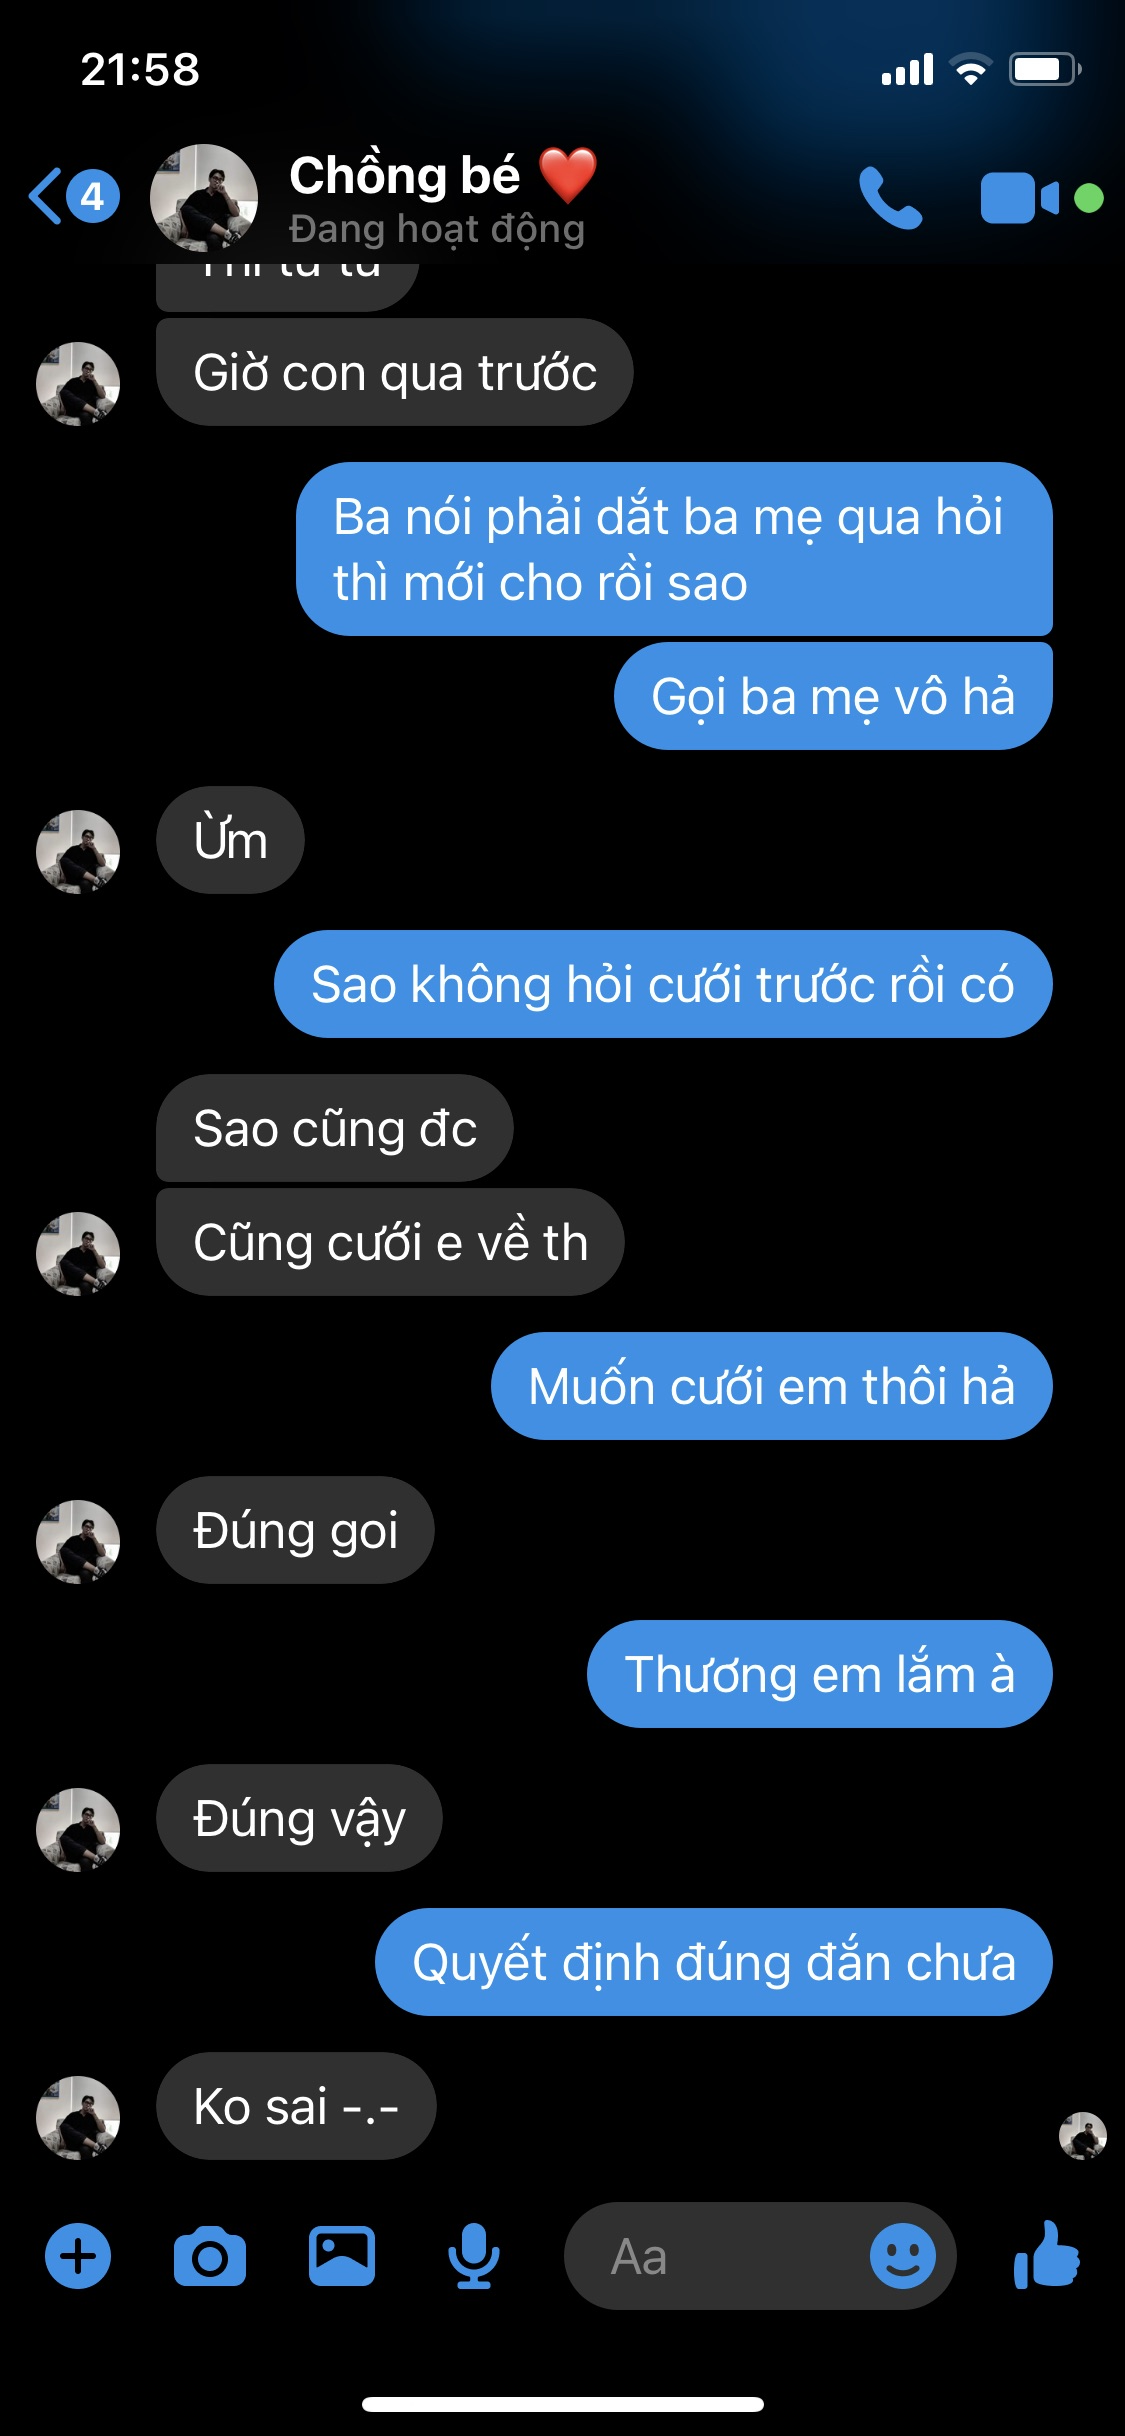 21:58
4
Chồng bé ❤️
Đang hoạt động
Giờ con qua trước
Ba nói phải dắt ba mẹ qua hỏi
thì mới cho rồi sao
Gọi ba mẹ vô hả
Ừm
Sao không hỏi cưới trước rồi có
Sao cũng đc
Cũng cưới e về th
Muốn cưới em thôi hả
Đúng goi
Thương em lắm à
Đúng vậy
Quyết định đúng đắn chưa
Ko sai -.-
Aa